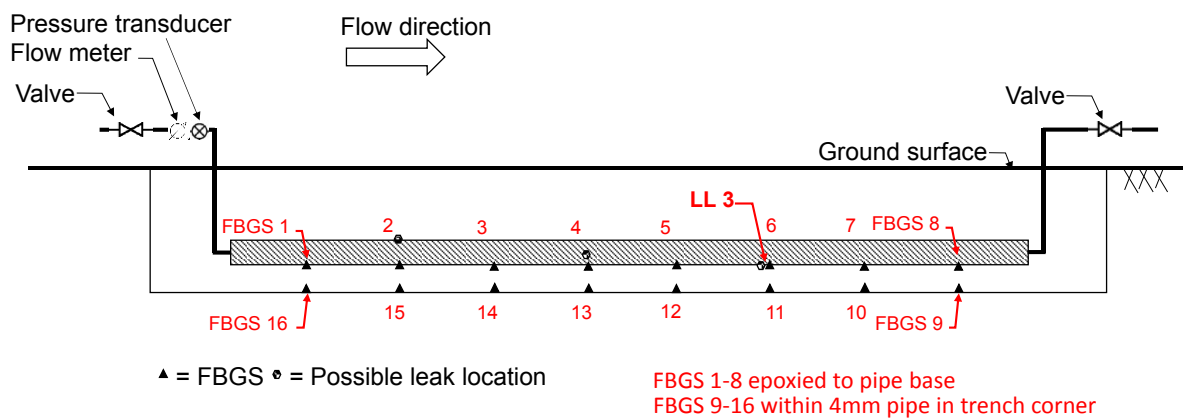 Pressure transducer
Flow meter
Flow direction
Valve
Valve
Ground surface
LL 3
FBGS 1
2
3
4
5
6
7
FBGS 8
FBGS 16
15
14
13
12
11
10
FBGS 9
▲ = FBGS = Possible leak location
FBGS 1-8 epoxied to pipe base
FBGS 9-16 within 4mm pipe in trench corner